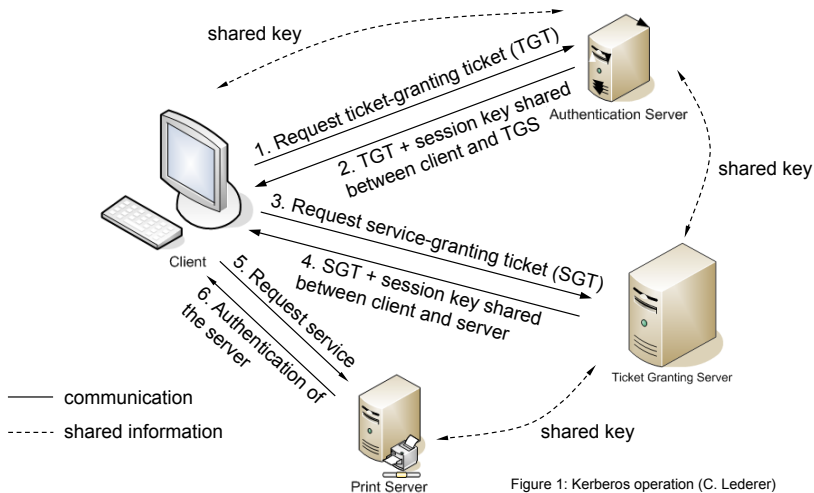 shared key
1. Request ticket-granting ticket (TGT)
2. TGT + session key shared
between client and TGS
Authentication Server
shared key
3. Request service-granting ticket (SGT)
4. SGT + session key shared
between client and server
Client
5. Request service
6. Authentication of
the server
Ticket Granting Server
communication
shared information
shared key
Print Server
Figure 1: Kerberos operation (C. Lederer)